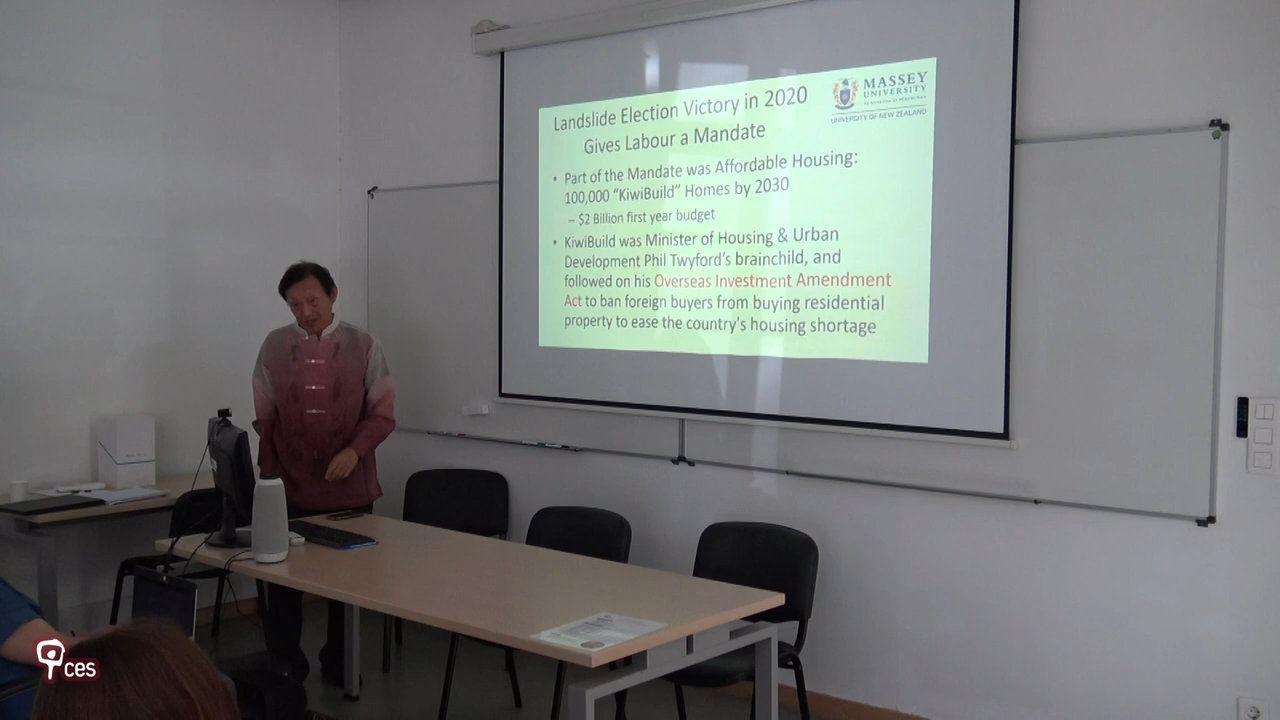 Landslide Election Victory in 2020
Gives Labour a Mandate
MASSEY
UNIVERSITY
UNIVERSITY OF NEW ZEALAND
• Part of the Mandate was Affordable Housing:
100,000 “KiwiBuild” Homes by 2030
– $2 Billion first year budget
• KiwiBuild was Minister of Housing & Urban
Development Phil Twyford’s brainchild, and
followed on his Overseas Investment Amendment
Act to ban foreign buyers from buying residential
property to ease the country's housing shortage
ces